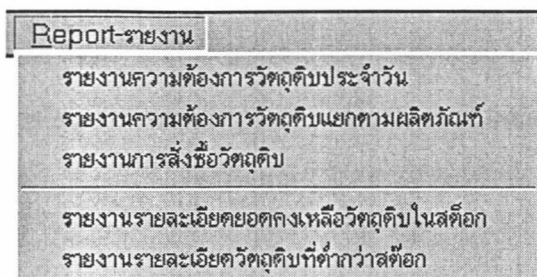 Report-รายงาน
รายงานความต้องการวัตถุดิบประจำวัน
รายงานความต้องการวัตถุดิบแยกตามผลิตภัณฑ์
รายงานการสั่งซื้อวัตถุดิบ
รายงานรายละเอียดยอดคงเหลือวัตถุดิบในสต็อก
รายงานรายละเอียดวัตถุดิบที่ต่ำกว่าสต๊อก